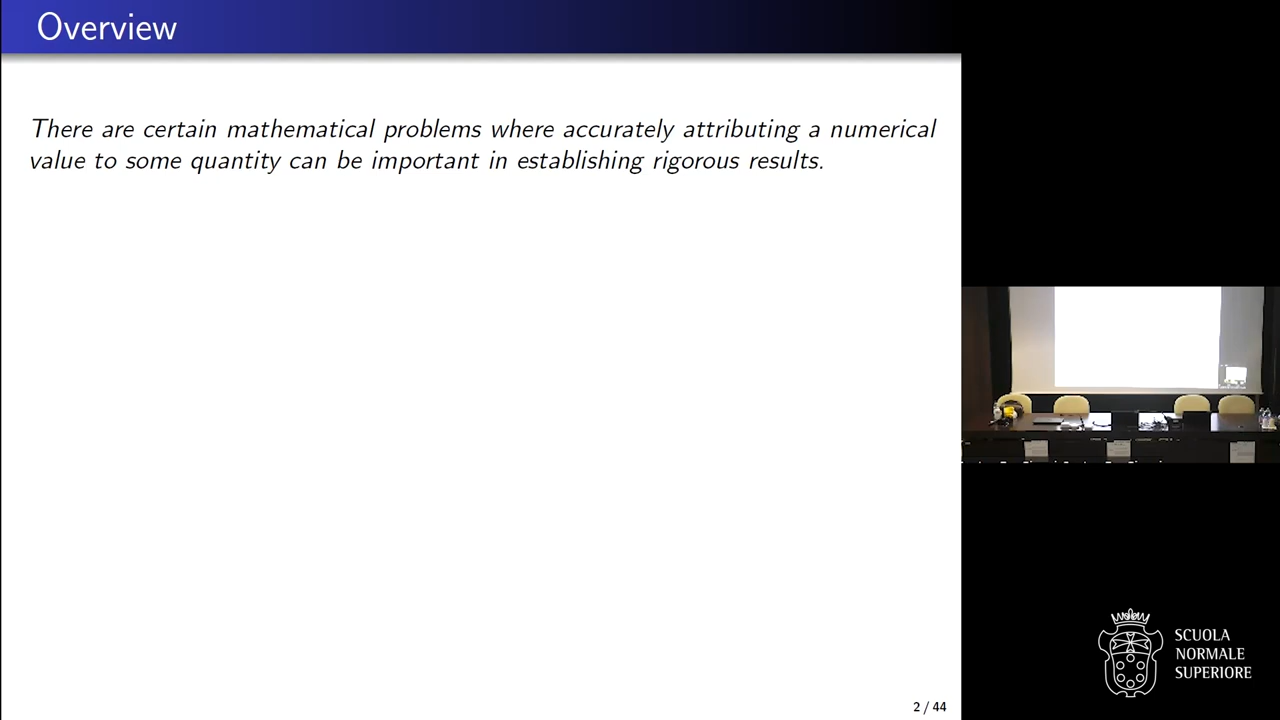 Overview
There are certain mathematical problems where accurately attributing a numerical
value to some quantity can be important in establishing rigorous results.
2 / 44
SCUOLA
NORMALE
SUPERIORE